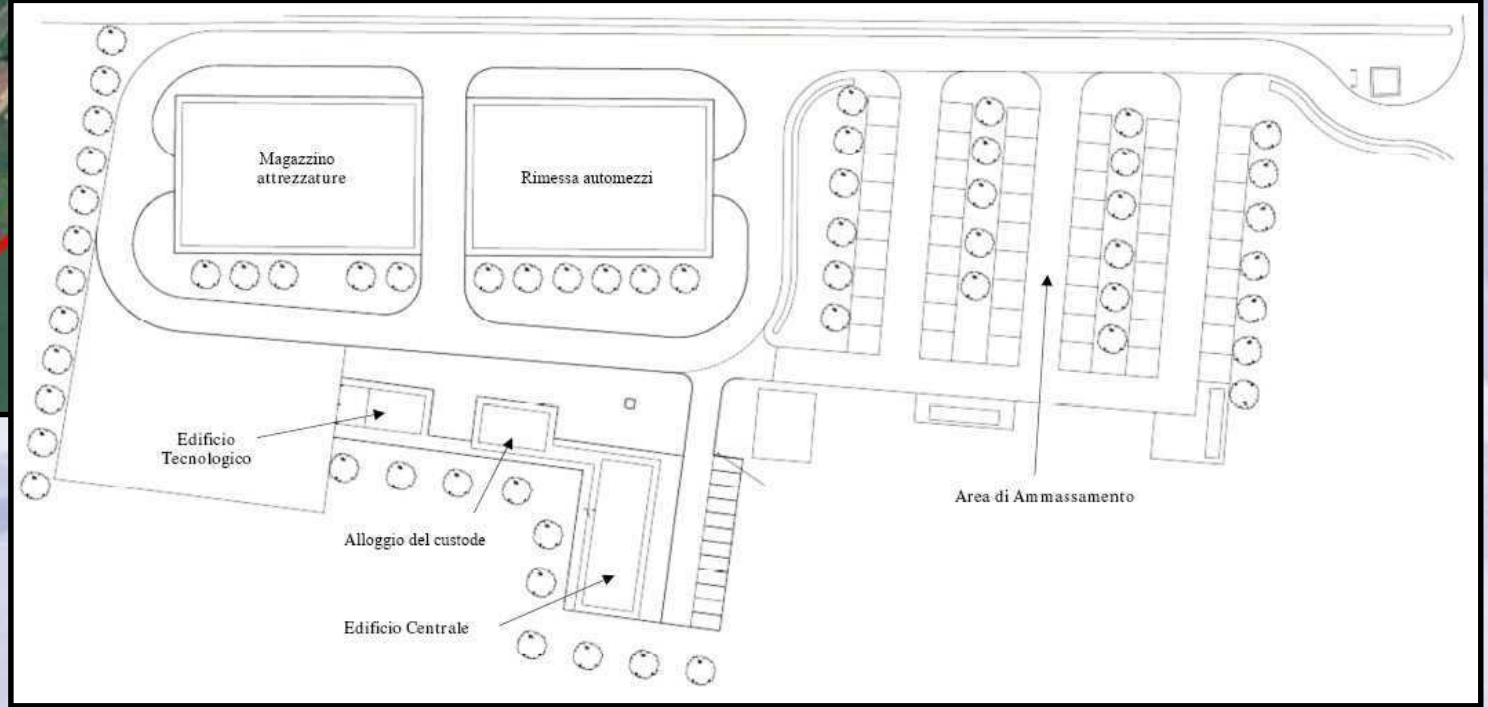 Magazzino
attrezzature
Rimessa automezzi
Edificio
Tecnologico
Alloggio del custode
Edificio Centrale
Area di Ammassamento